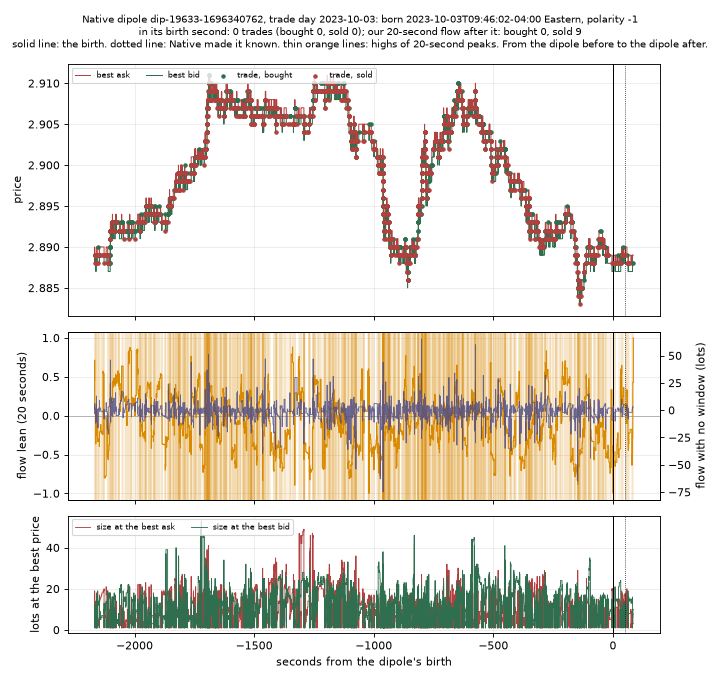 Native dipole dip-19633-1696340762, trade day 2023-10-03: born 2023-10-03T09:46:02-04:00 Eastern, polarity -1
in its birth second: 0 trades (bought 0, sold 0); our 20-second flow after it: bought 0, sold 9
solid line: the birth. dotted line: Native made it known. thin orange lines: highs of 20-second peaks. From the dipole before to the dipole after.
best ask
best bid
trade, bought
trade, sold
2.910
2.905
2.900
2.895
2.890
2.885
price
1.0
0.5
0.0
−0.5
−1.0
flow lean (20 seconds)
50
25
0
−25
−50
−75
flow with no window (lots)
size at the best ask
size at the best bid
40
20
0
lots at the best price
−2000
−1500
−1000
−500
0
seconds from the dipole's birth